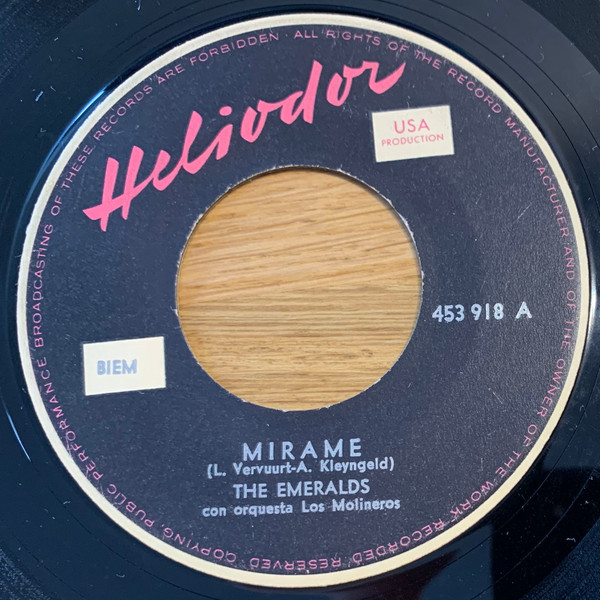 Heliodor
USA
PRODUCTION
453 918 A
BIEM
MIRAME
(L. Vervuurt-A. Kleyngeld)
THE EMERALDS
con orquesta Los Molineros
ALL RIGHTS OF THE RECORD MANUFACTURER AND OF THE OWNER OF THE WORK RECORDED RESERVED · COPYING, PUBLIC PERFORMANCE BROADCASTING OF THESE RECORDS ARE FORBIDDEN ·